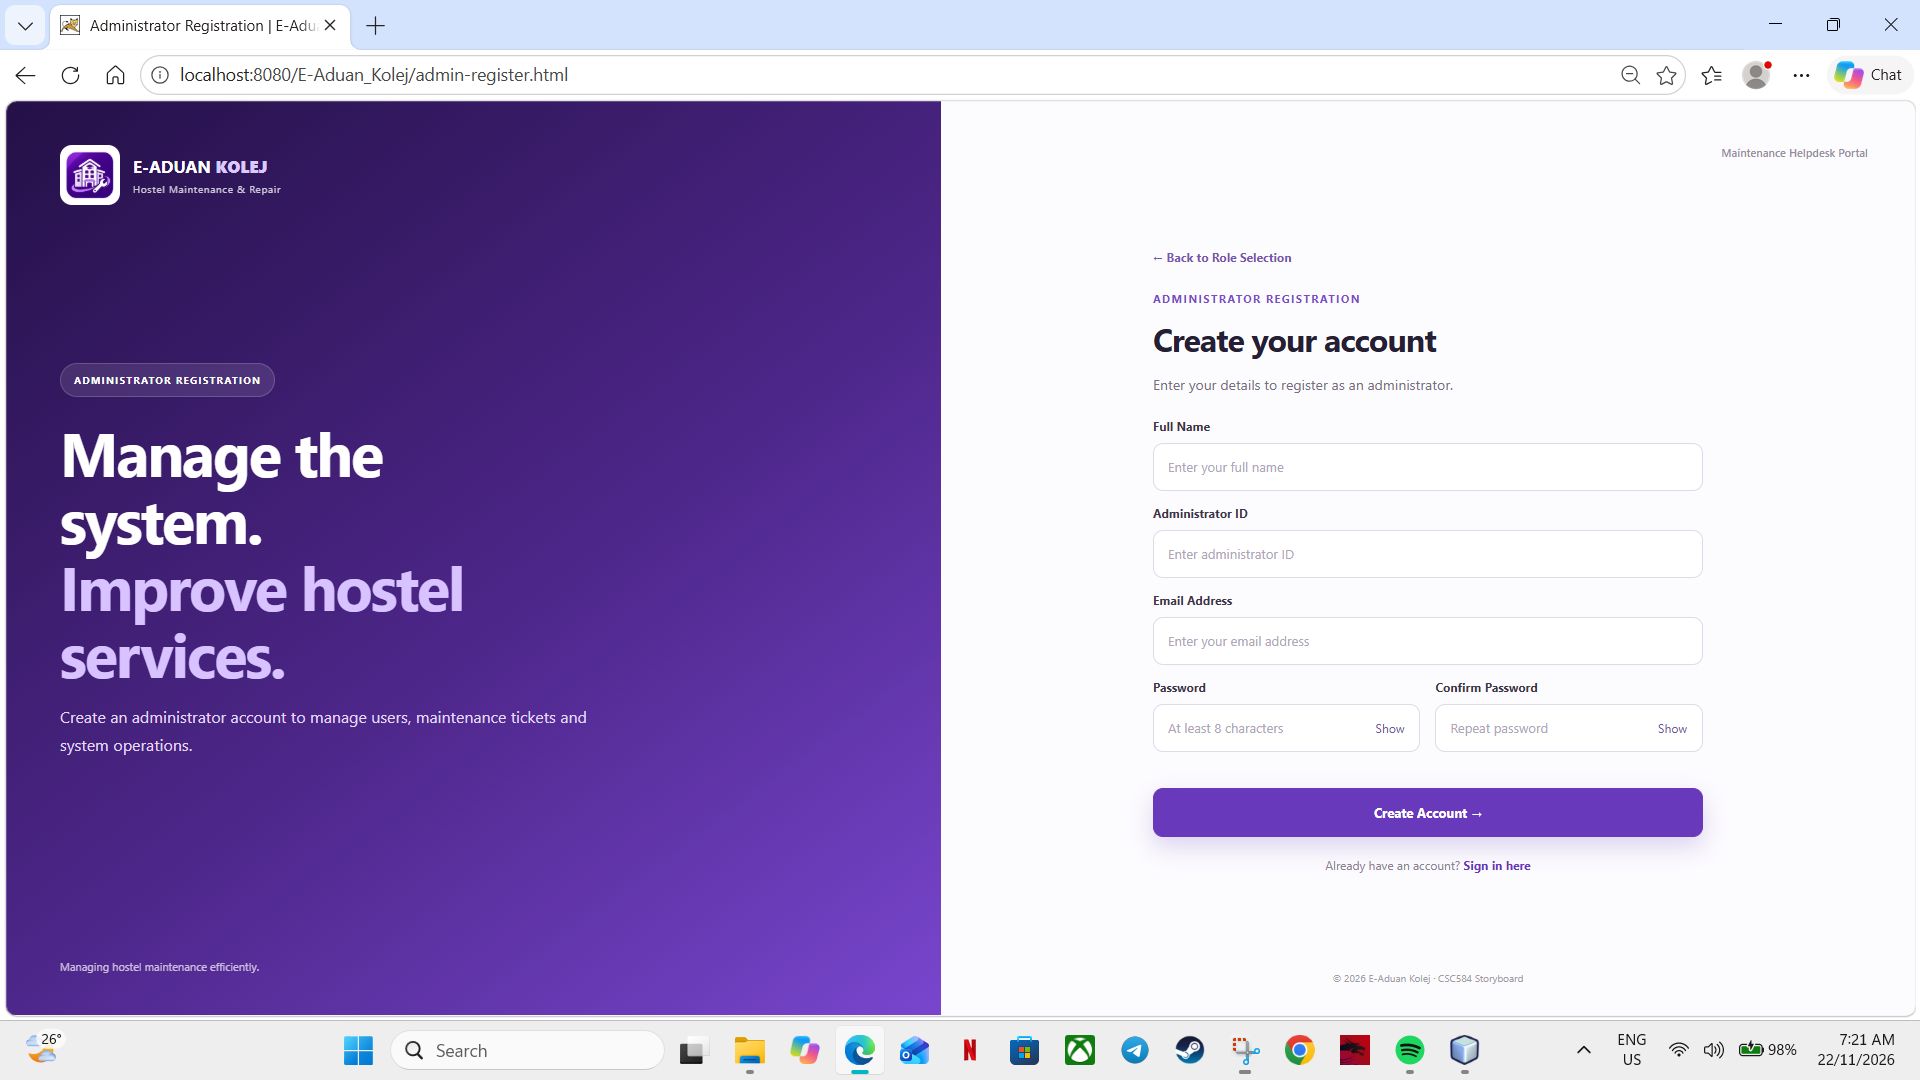 Administrator Registration | E-Adu
localhost:8080/E-Aduan_Kolej/admin-register.html
Chat
E-ADUAN KOLEJ
Hostel Maintenance & Repair
ADMINISTRATOR REGISTRATION
Manage the
system.
Improve hostel
services.
Create an administrator account to manage users, maintenance tickets and
system operations.
Managing hostel maintenance efficiently.
Maintenance Helpdesk Portal
← Back to Role Selection
ADMINISTRATOR REGISTRATION
Create your account
Enter your details to register as an administrator.
Full Name
Enter your full name
Administrator ID
Enter administrator ID
Email Address
Enter your email address
Password
At least 8 characters
Show
Confirm Password
Repeat password
Show
Create Account →
Already have an account? Sign in here
© 2026 E-Aduan Kolej · CSC584 Storyboard
26°
Search
ENG
US
98%
7:21 AM
22/11/2026